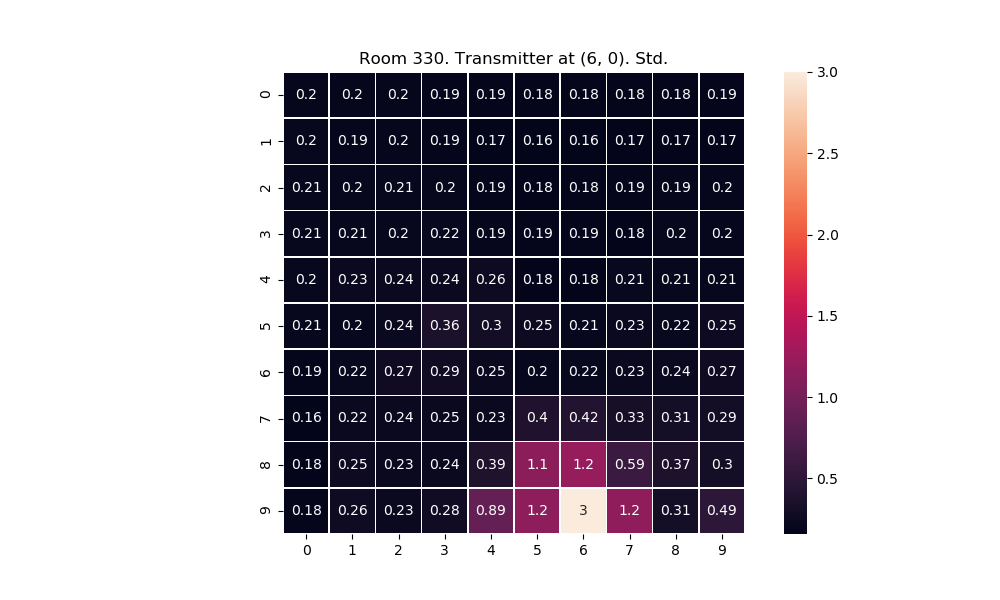 Room 330. Transmitter at (6, 0). Std.
0 0.2 0.2 0.2 0.19 0.19 0.18 0.18 0.18 0.18 0.19
1 0.2 0.19 0.2 0.19 0.17 0.16 0.16 0.17 0.17 0.17
2 0.21 0.2 0.21 0.2 0.19 0.18 0.18 0.19 0.19 0.2
3 0.21 0.21 0.2 0.22 0.19 0.19 0.19 0.18 0.2 0.2
4 0.2 0.23 0.24 0.24 0.26 0.18 0.18 0.21 0.21 0.21
5 0.21 0.2 0.24 0.36 0.3 0.25 0.21 0.23 0.22 0.25
6 0.19 0.22 0.27 0.29 0.25 0.2 0.22 0.23 0.24 0.27
7 0.16 0.22 0.24 0.25 0.23 0.4 0.42 0.33 0.31 0.29
8 0.18 0.25 0.23 0.24 0.39 1.1 1.2 0.59 0.37 0.3
9 0.18 0.26 0.23 0.28 0.89 1.2 3 1.2 0.31 0.49
0 1 2 3 4 5 6 7 8 9
3.0
2.5
2.0
1.5
1.0
0.5